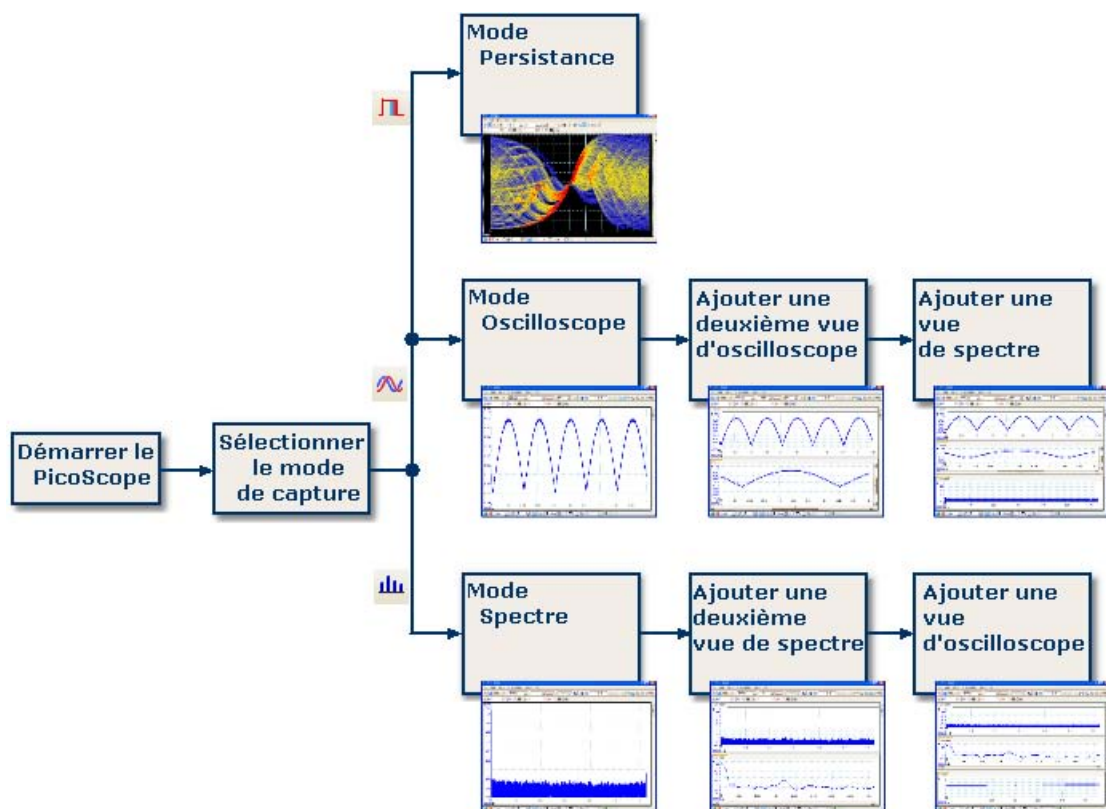 Mode
Persistance
Mode
Oscilloscope
Ajouter une
deuxième vue
d'oscilloscope
Ajouter une
vue
de spectre
Démarrer le
PicoScope
Sélectionner
le mode
de capture
Mode
Spectre
Ajouter une
deuxième
vue de spectre
Ajouter une
vue
d'oscilloscope